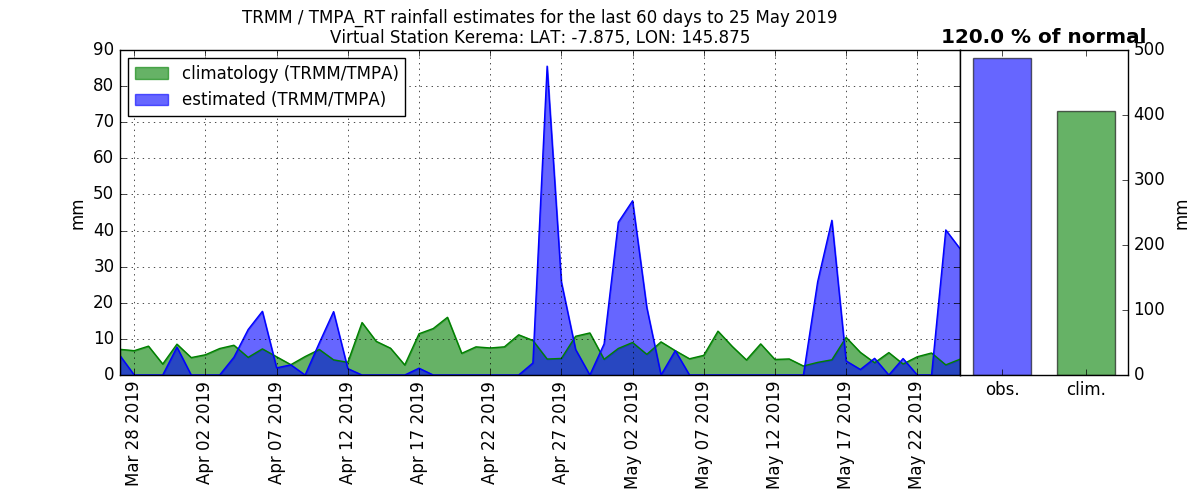 TRMM / TMPA_RT rainfall estimates for the last 60 days to 25 May 2019
Virtual Station Kerema: LAT: -7.875, LON: 145.875
120.0 % of normal
climatology (TRMM/TMPA)
estimated (TRMM/TMPA)
90
80
70
60
50
40
30
20
10
0
mm
Mar 28 2019
Apr 02 2019
Apr 07 2019
Apr 12 2019
Apr 17 2019
Apr 22 2019
Apr 27 2019
May 02 2019
May 07 2019
May 12 2019
May 17 2019
May 22 2019
500
400
300
200
100
0
mm
obs.
clim.